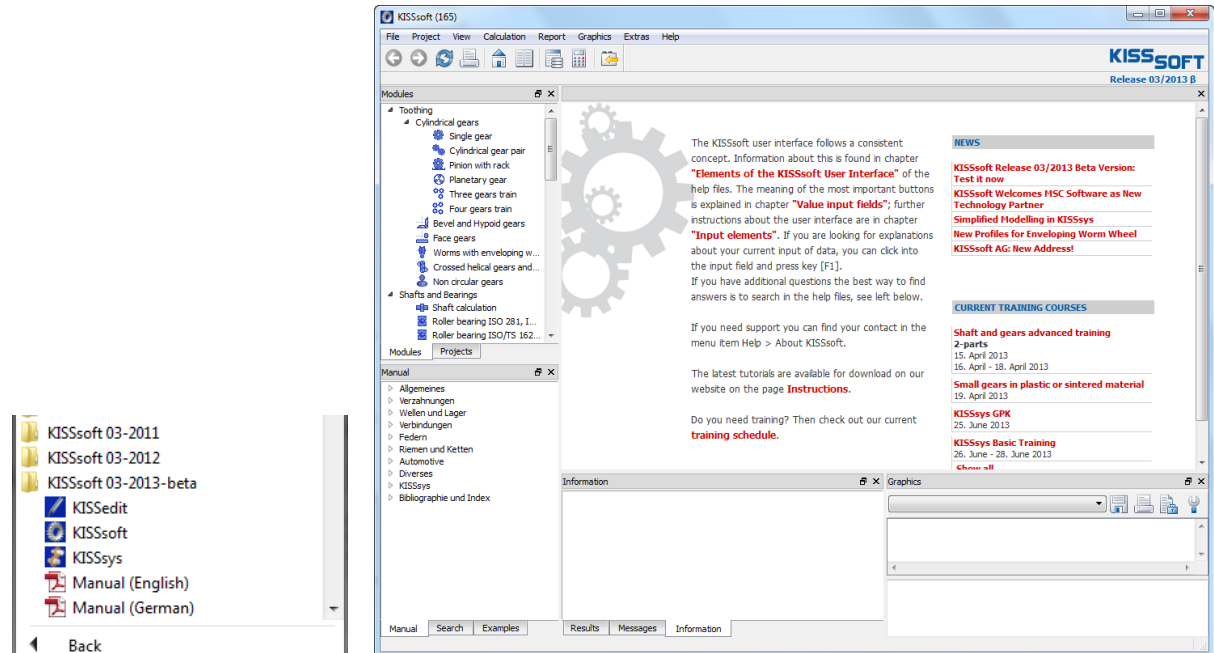 KISSsoft 03-2011
KISSsoft 03-2012
KISSsoft 03-2013-beta
KISSedit
KISSsoft
KISSsys
Manual (English)
Manual (German)
Back
KISSsoft (165)
File Project View Calculation Report Graphics Extras Help
KISSSOFT
Release 03/2013 β
Modules
Toothing
Cylindrical gears
Single gear
Cylindrical gear pair
Pinion with rack
Planetary gear
Three gears train
Four gears train
Bevel and Hypoid gears
Face gears
Worms with enveloping w...
Crossed helical gears and...
Non circular gears
Shafts and Bearings
Shaft calculation
Roller bearing ISO 281, I...
Roller bearing ISO/TS 162...
Modules Projects
Manual
Allgemeines
Verzahnungen
Wellen und Lager
Verbindungen
Federn
Riemen und Ketten
Automotive
Diverses
KISSsys
Bibliographie und Index
Manual Search Examples
The KISSsoft user interface follows a consistent
concept. Information about this is found in chapter
"Elements of the KISSsoft User Interface" of the
help files. The meaning of the most important buttons
is explained in chapter "Value input fields"; further
instructions about the user interface are in chapter
"Input elements". If you are looking for explanations
about your current input of data, you can click into
the input field and press key [F1].
If you have additional questions the best way to find
answers is to search in the help files, see left below.
If you need support you can find your contact in the
menu item Help > About KISSsoft.
The latest tutorials are available for download on our
website on the page Instructions.
Do you need training? Then check out our current
training schedule.
NEWS
KISSsoft Release 03/2013 Beta Version:
Test it now
KISSsoft Welcomes MSC Software as New
Technology Partner
Simplified Modelling in KISSsys
New Profiles for Enveloping Worm Wheel
KISSsoft AG: New Address!
CURRENT TRAINING COURSES
Shaft and gears advanced training
2-parts
15. April 2013
16. April - 18. April 2013
Small gears in plastic or sintered material
19. April 2013
KISSsys GPK
25. June 2013
KISSsys Basic Training
26. June - 28. June 2013
Show all
Information
Results Messages Information
Graphics